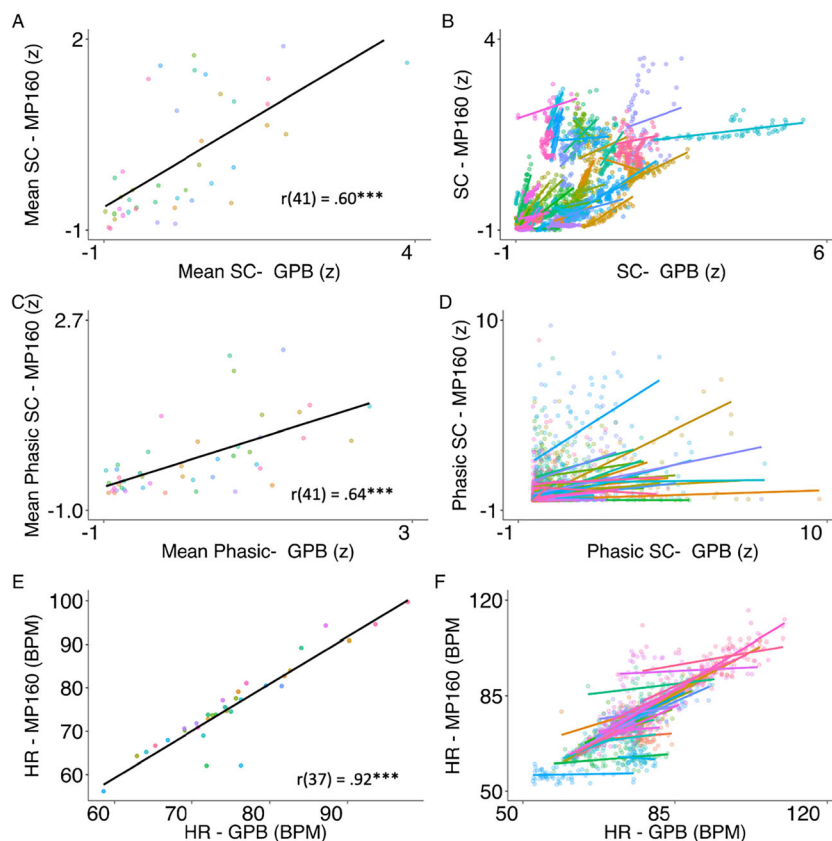 A
2
Mean SC - MP160 (z)
-1
-1
4
Mean SC- GPB (z)
r(41) = .60***
B
4
SC - MP160 (z)
-1
-1
6
SC- GPB (z)
C
2.7
Mean Phasic SC - MP160 (z)
-1.0
-1
3
Mean Phasic- GPB (z)
r(41) = .64***
D
10
Phasic SC - MP160 (z)
-1
-1
10
Phasic SC- GPB (z)
E
100
90
80
70
60
HR - MP160 (BPM)
60
70
80
90
HR - GPB (BPM)
r(37) = .92***
F
120
85
50
HR - MP160 (BPM
50
85
120
HR - GPB (BPM)